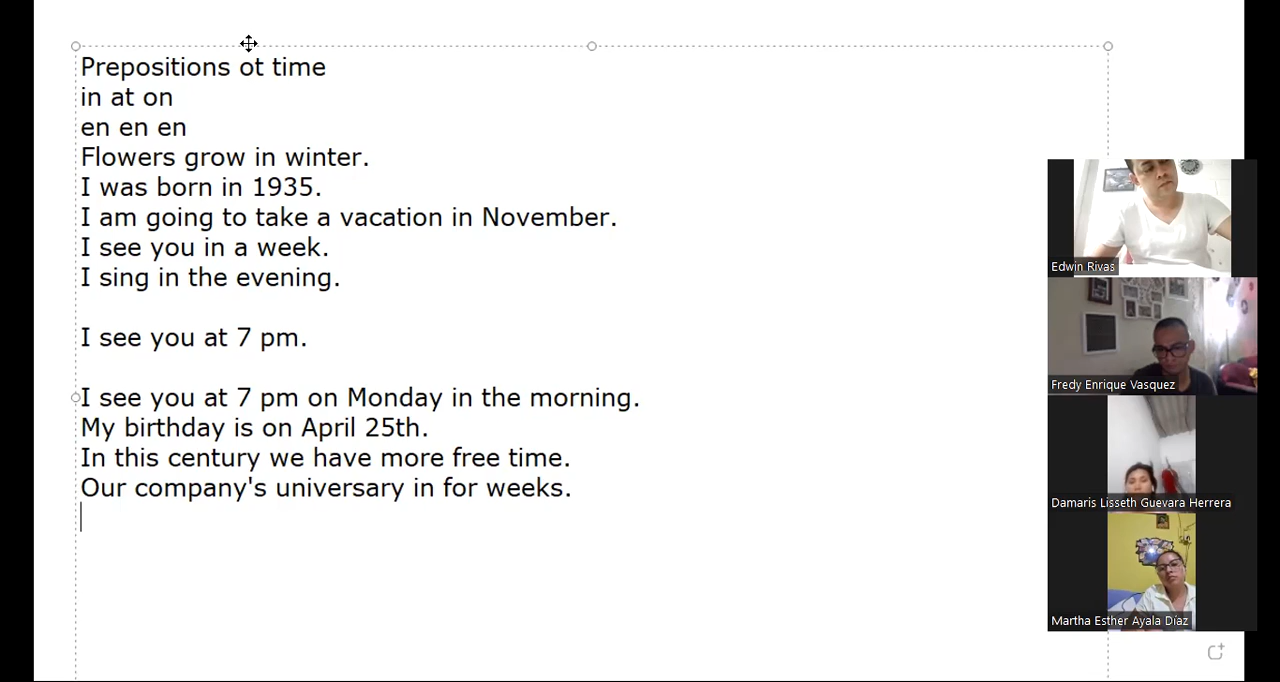 Prepositions ot time
in at on
en en en
Flowers grow in winter.
I was born in 1935.
I am going to take a vacation in November.
I see you in a week.
I sing in the evening.
I see you at 7 pm.
I see you at 7 pm on Monday in the morning.
My birthday is on April 25th.
In this century we have more free time.
Our company's universary in for weeks.
Edwin Rivas
Fredy Enrique Vasquez
Damaris Lisseth Guevara Herrera
Martha Esther Ayala Díaz